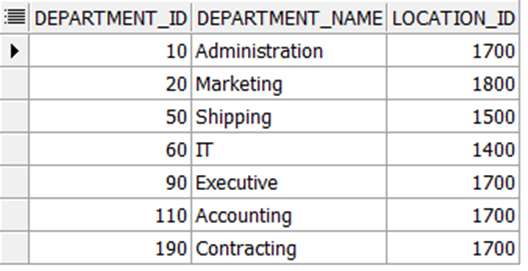 DEPARTMENT_ID DEPARTMENT_NAME LOCATION_ID
10 Administration 1700
20 Marketing 1800
50 Shipping 1500
60 IT 1400
90 Executive 1700
110 Accounting 1700
190 Contracting 1700